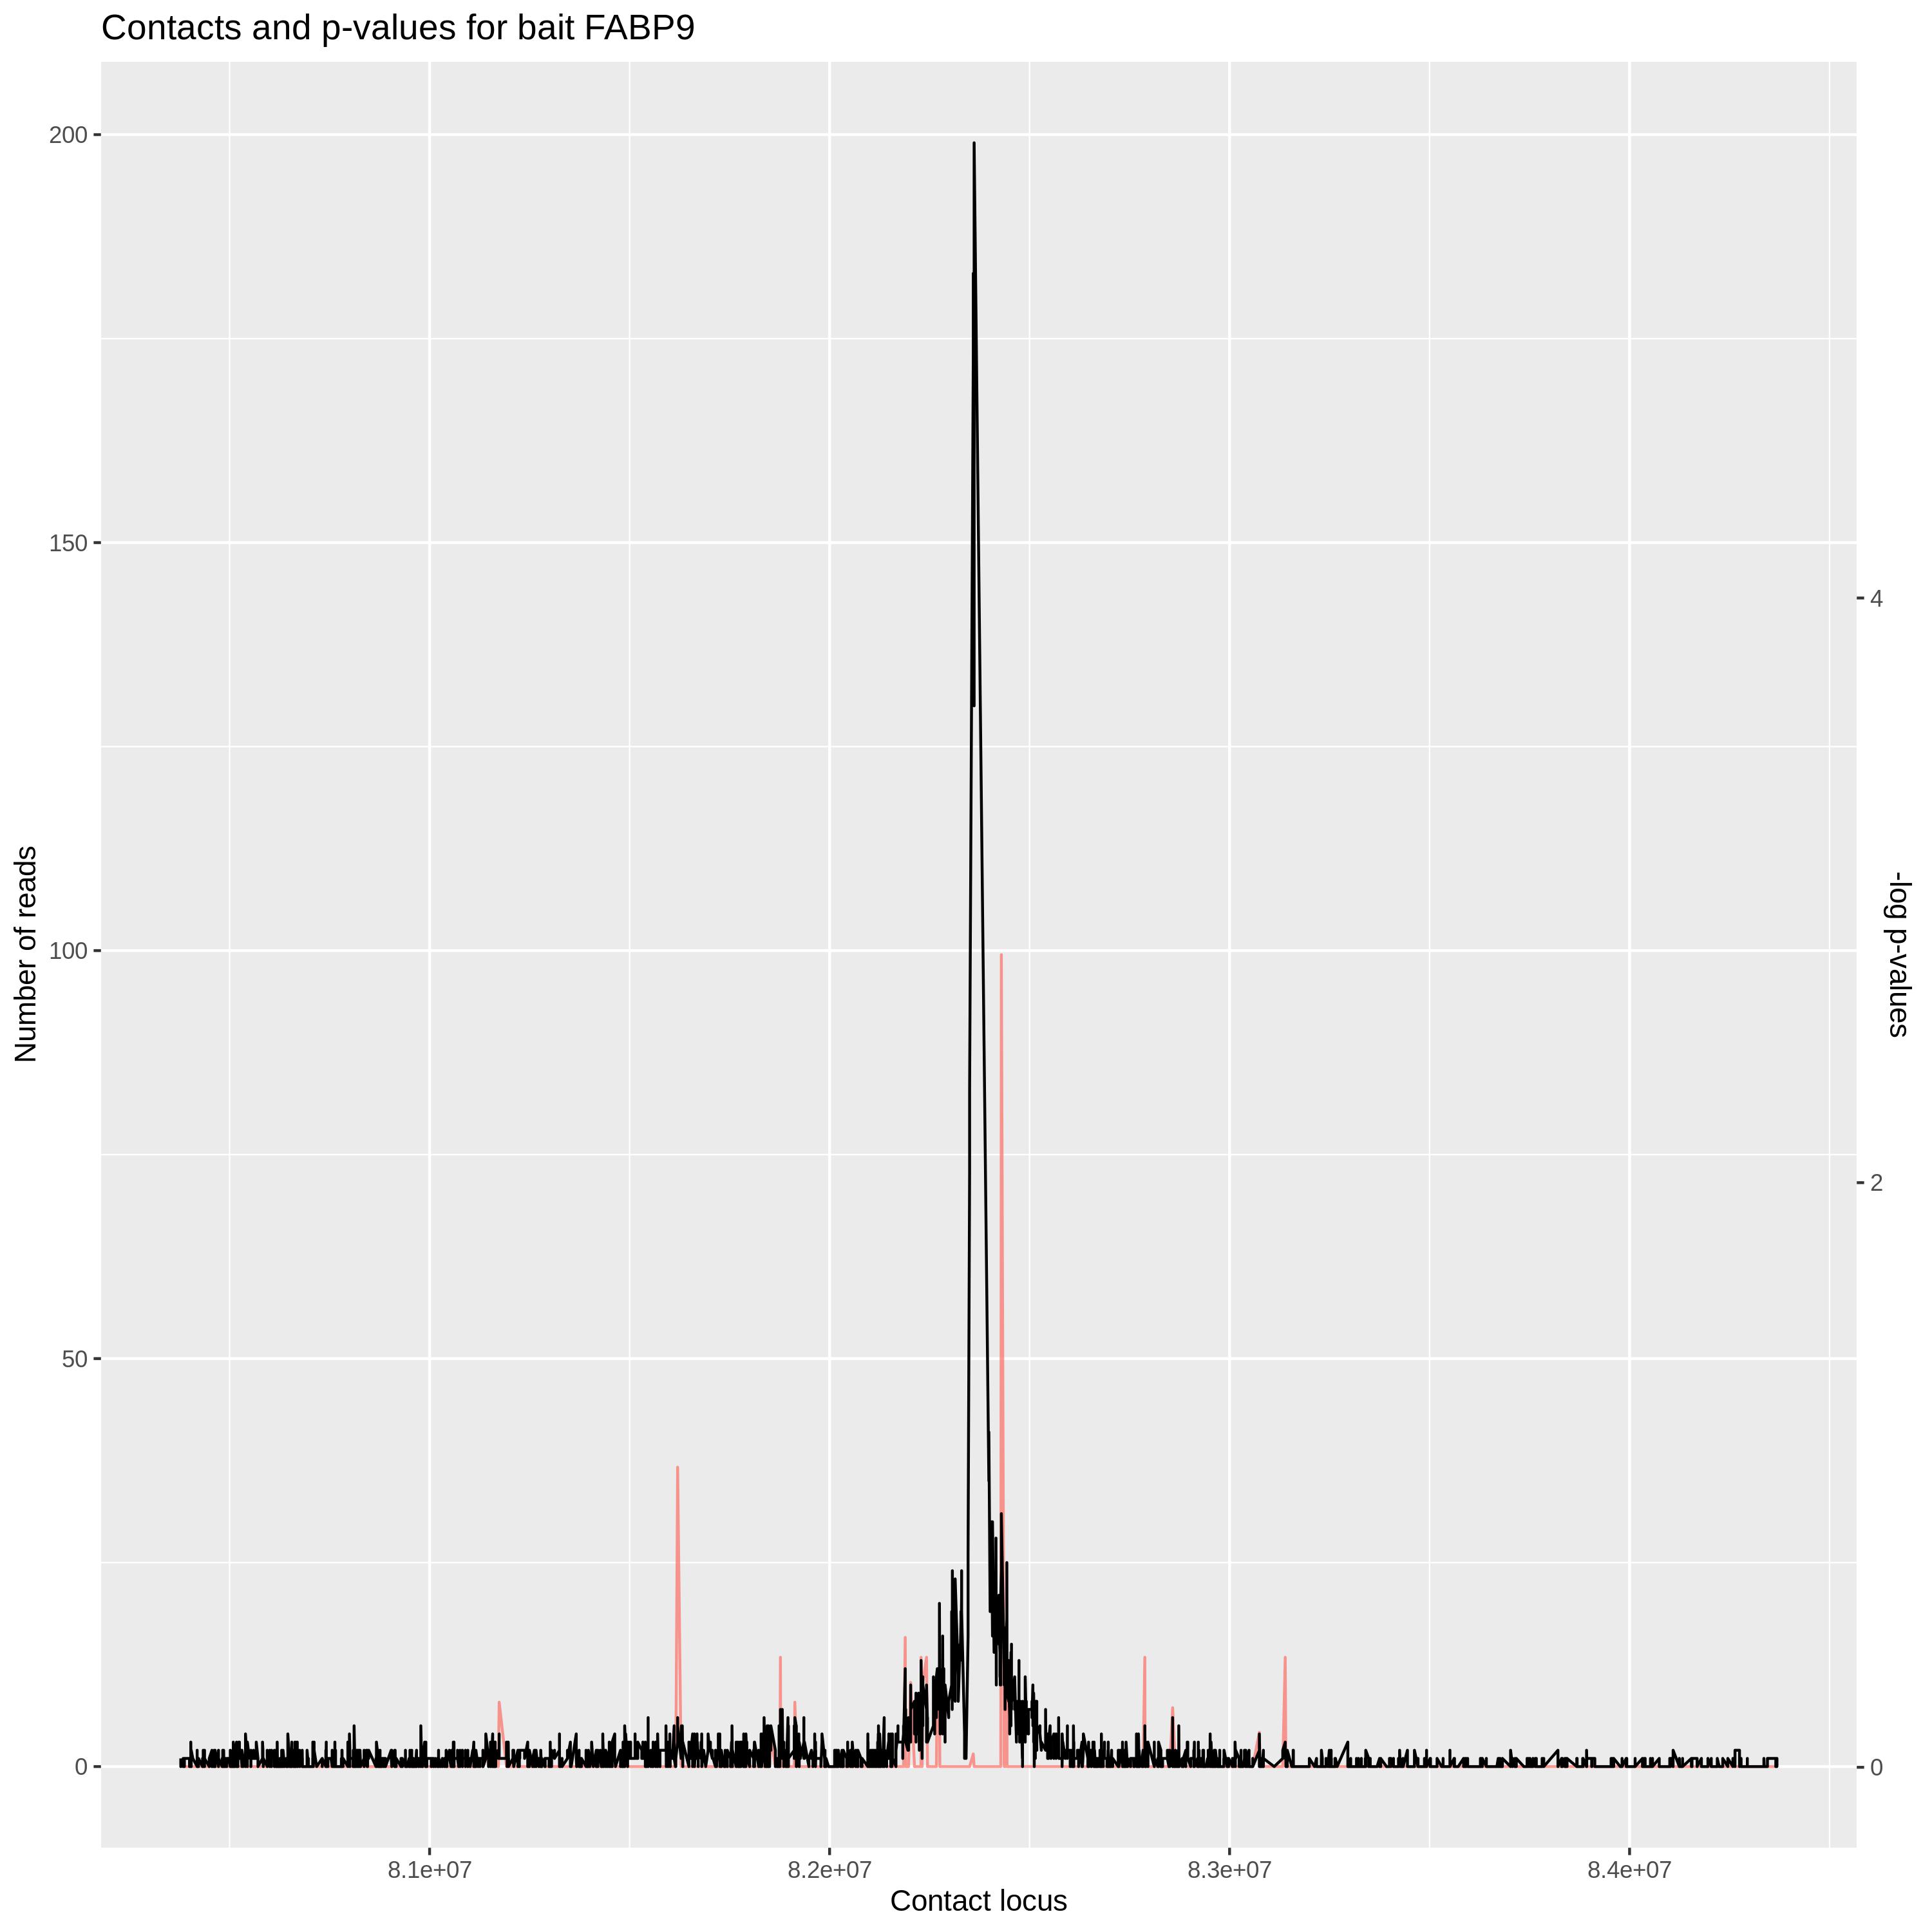 Contacts and p-values for bait FABP9
Number of reads
200
150
100
50
0
4
2
0
-log p-values
8.1e+07
8.2e+07
8.3e+07
8.4e+07
Contact locus